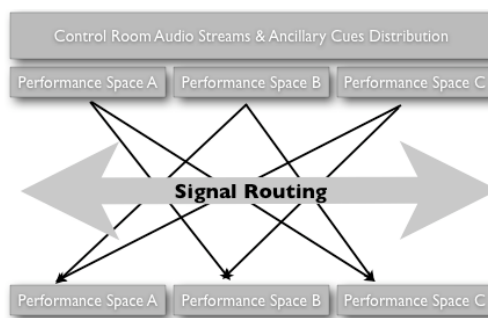 Control Room Audio Streams & Ancillary Cues Distribution
Performance Space A Performance Space B Performance Space C
Signal Routing
Performance Space A Performance Space B Performance Space C